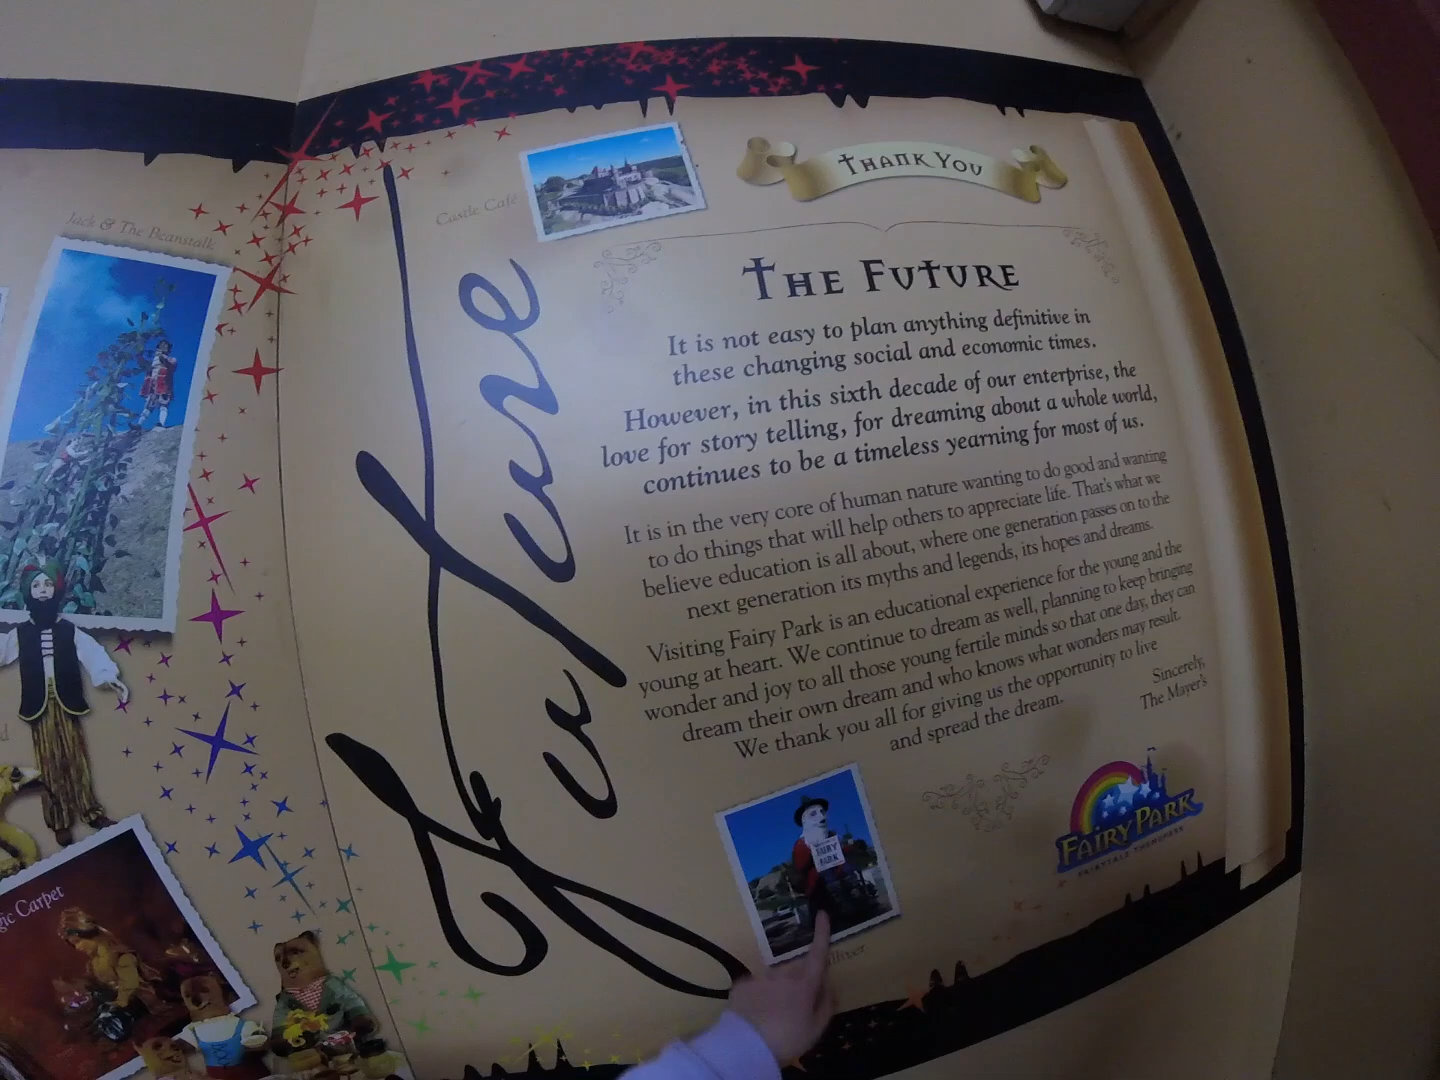 Jack & The Beanstalk
Castle Café
THANK YOU
THE FUTURE
It is not easy to plan anything definitive in
these changing social and economic times.
However, in this sixth decade of our enterprise, the
love for story telling, for dreaming about a whole world,
continues to be a timeless yearning for most of us.
It is in the very core of human nature wanting to do good and wanting
to do things that will help others to appreciate life. That's what we
believe education is all about, where one generation passes on to the
next generation its myths and legends, its hopes and dreams.
Visiting Fairy Park is an educational experience for the young and the
young at heart. We continue to dream as well, planning to keep bringing
wonder and joy to all those young fertile minds so that one day, they can
dream their own dream and who knows what wonders may result.
We thank you all for giving us the opportunity to live
and spread the dream.
Sincerely,
The Mayer's
Future
FAIRY
PARK
FAIRY PARK
Carpet